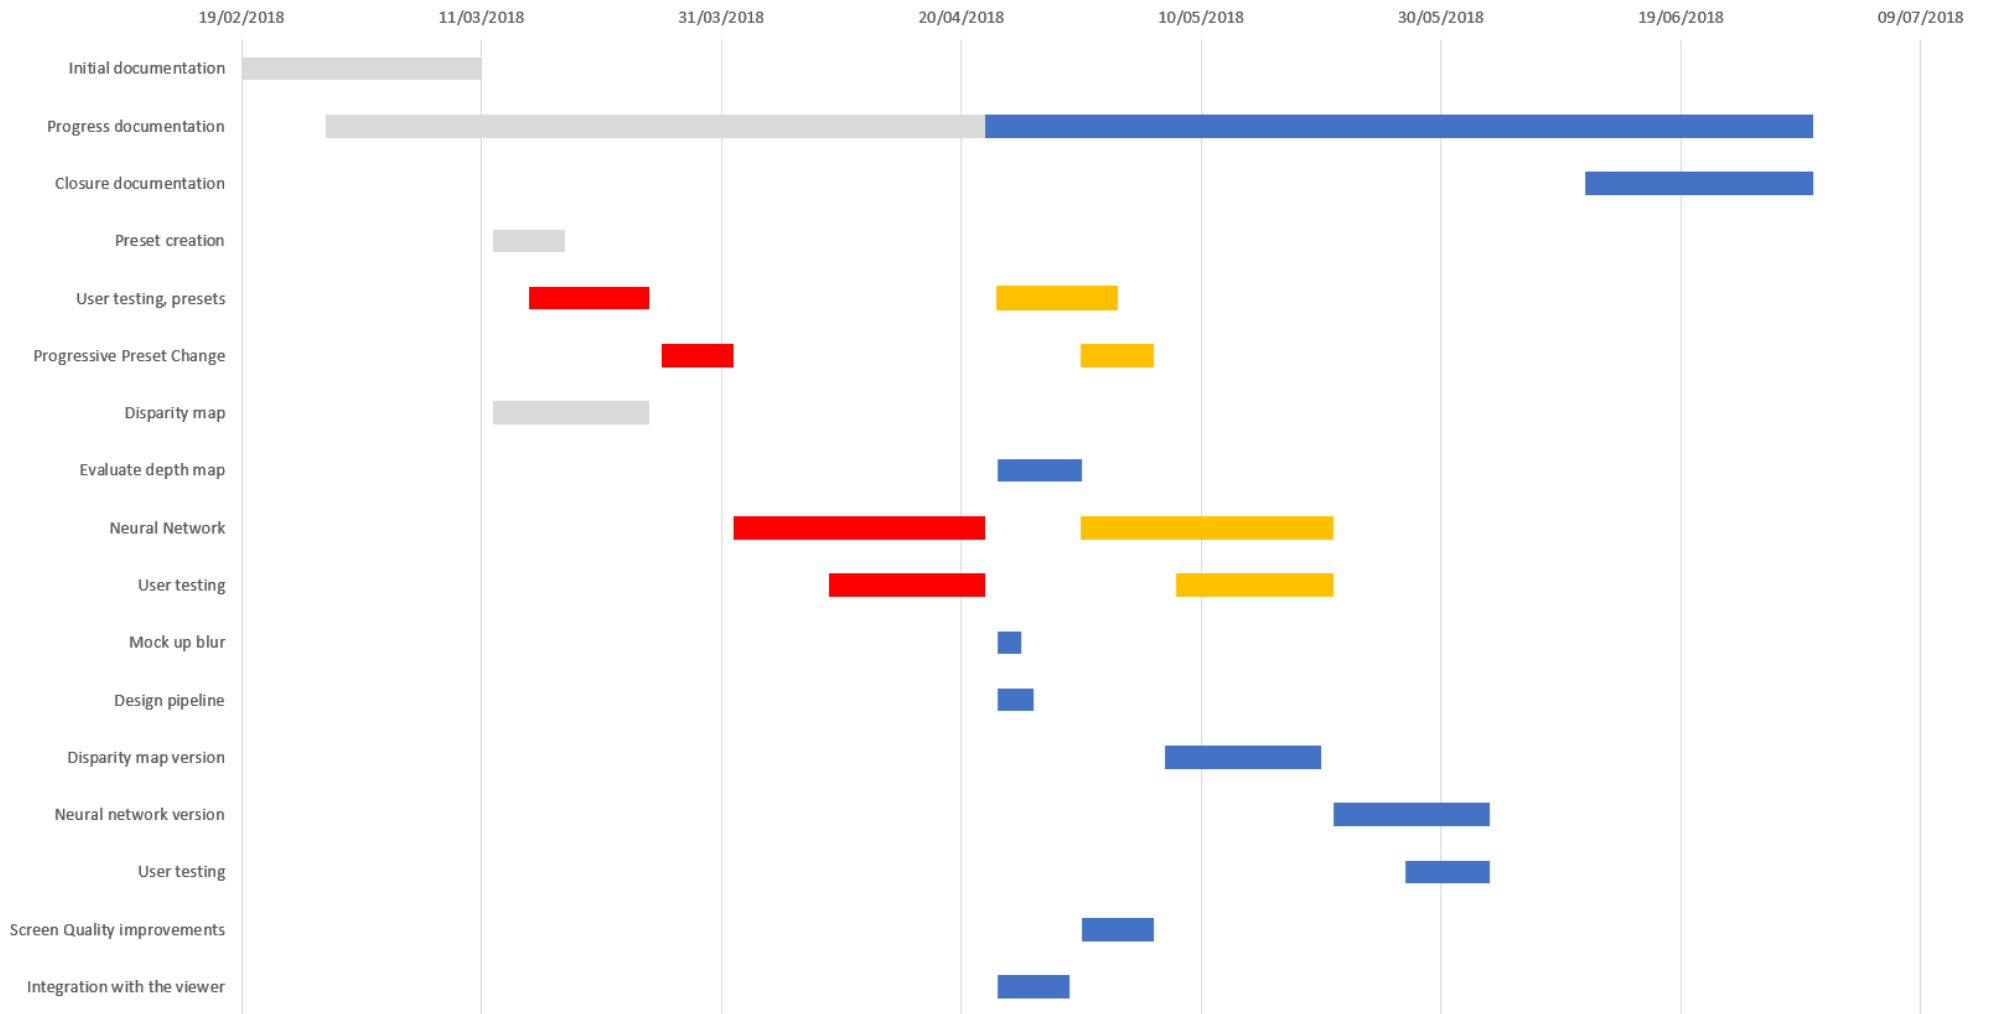 19/02/2018 11/03/2018 31/03/2018 20/04/2018 10/05/2018 30/05/2018 19/06/2018 09/07/2018
Initial documentation
Progress documentation
Closure documentation
Preset creation
User testing, presets
Progressive Preset Change
Disparity map
Evaluate depth map
Neural Network
User testing
Mock up blur
Design pipeline
Disparity map version
Neural network version
User testing
Screen Quality improvements
Integration with the viewer